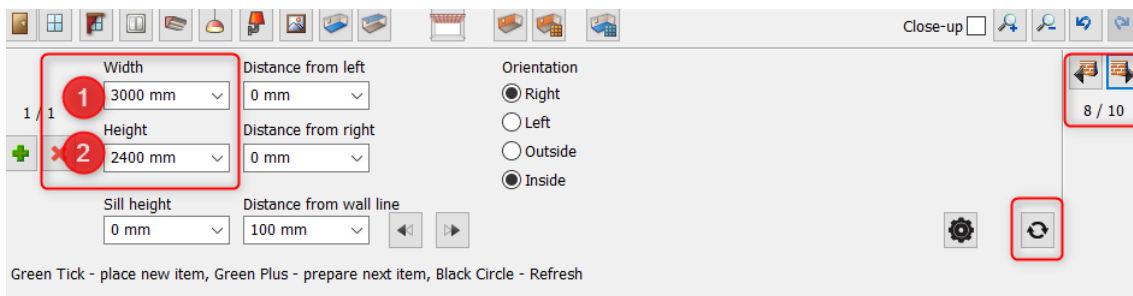 Close-up
Width
Distance from left
Orientation
3000 mm
0 mm
Right
1 / 1
1
8 / 10
Left
Height
Distance from right
2
2400 mm
0 mm
Outside
Inside
Sill height
Distance from wall line
0 mm
100 mm
Green Tick - place new item, Green Plus - prepare next item, Black Circle - Refresh